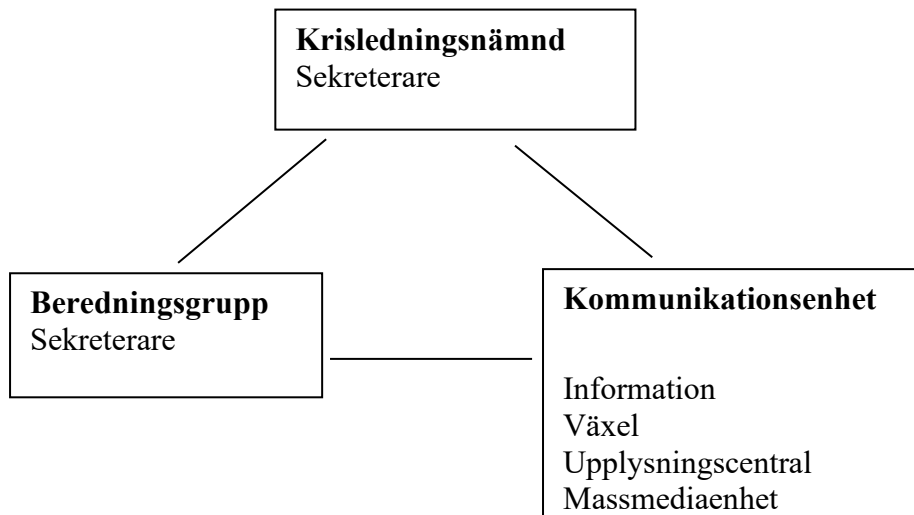 Krisledningsnämnd
Sekreterare
Beredningsgrupp
Sekreterare
Kommunikationsenhet
Information
Växel
Upplysningscentral
Massmediaenhet